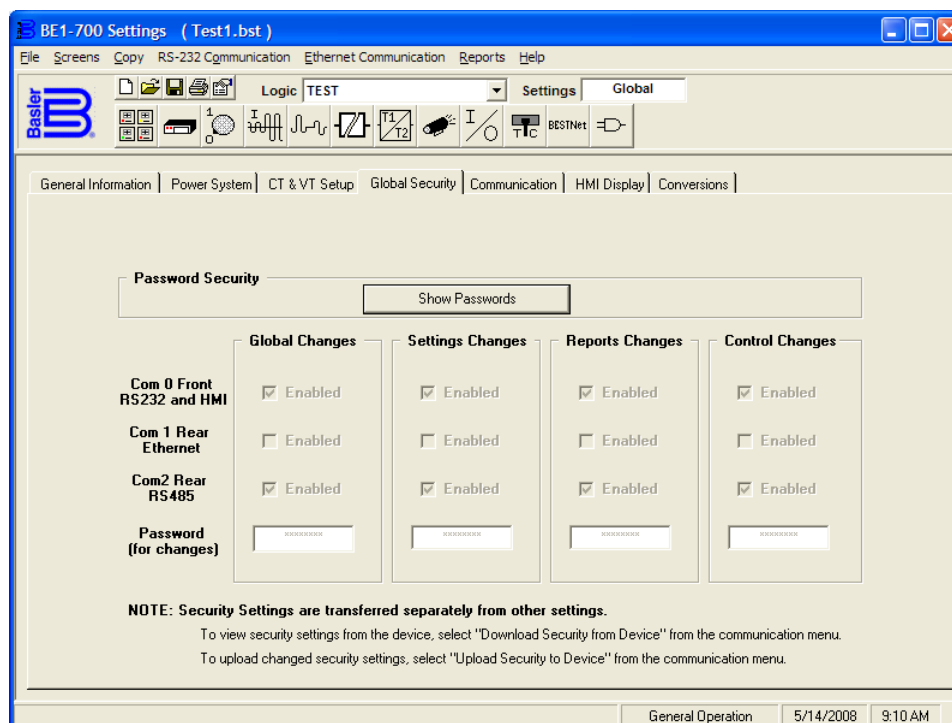 BE1-700 Settings ( Test1.bst )
File Screens Copy RS-232 Communication Ethernet Communication Reports Help
Basler
Logic TEST Settings Global
1 0 I T1 T2 I O T C BESTNet
General Information Power System CT & VT Setup Global Security Communication HMI Display Conversions
Password Security
Show Passwords
Global Changes Settings Changes Reports Changes Control Changes
Com 0 Front
RS232 and HMI
Enabled Enabled Enabled Enabled
Com 1 Rear
Ethernet
Enabled Enabled Enabled Enabled
Com2 Rear
RS485
Enabled Enabled Enabled Enabled
Password
(for changes)
******** ******** ******** ********
NOTE: Security Settings are transferred separately from other settings.
To view security settings from the device, select "Download Security from Device" from the communication menu.
To upload changed security settings, select "Upload Security to Device" from the communication menu.
General Operation 5/14/2008 9:10 AM